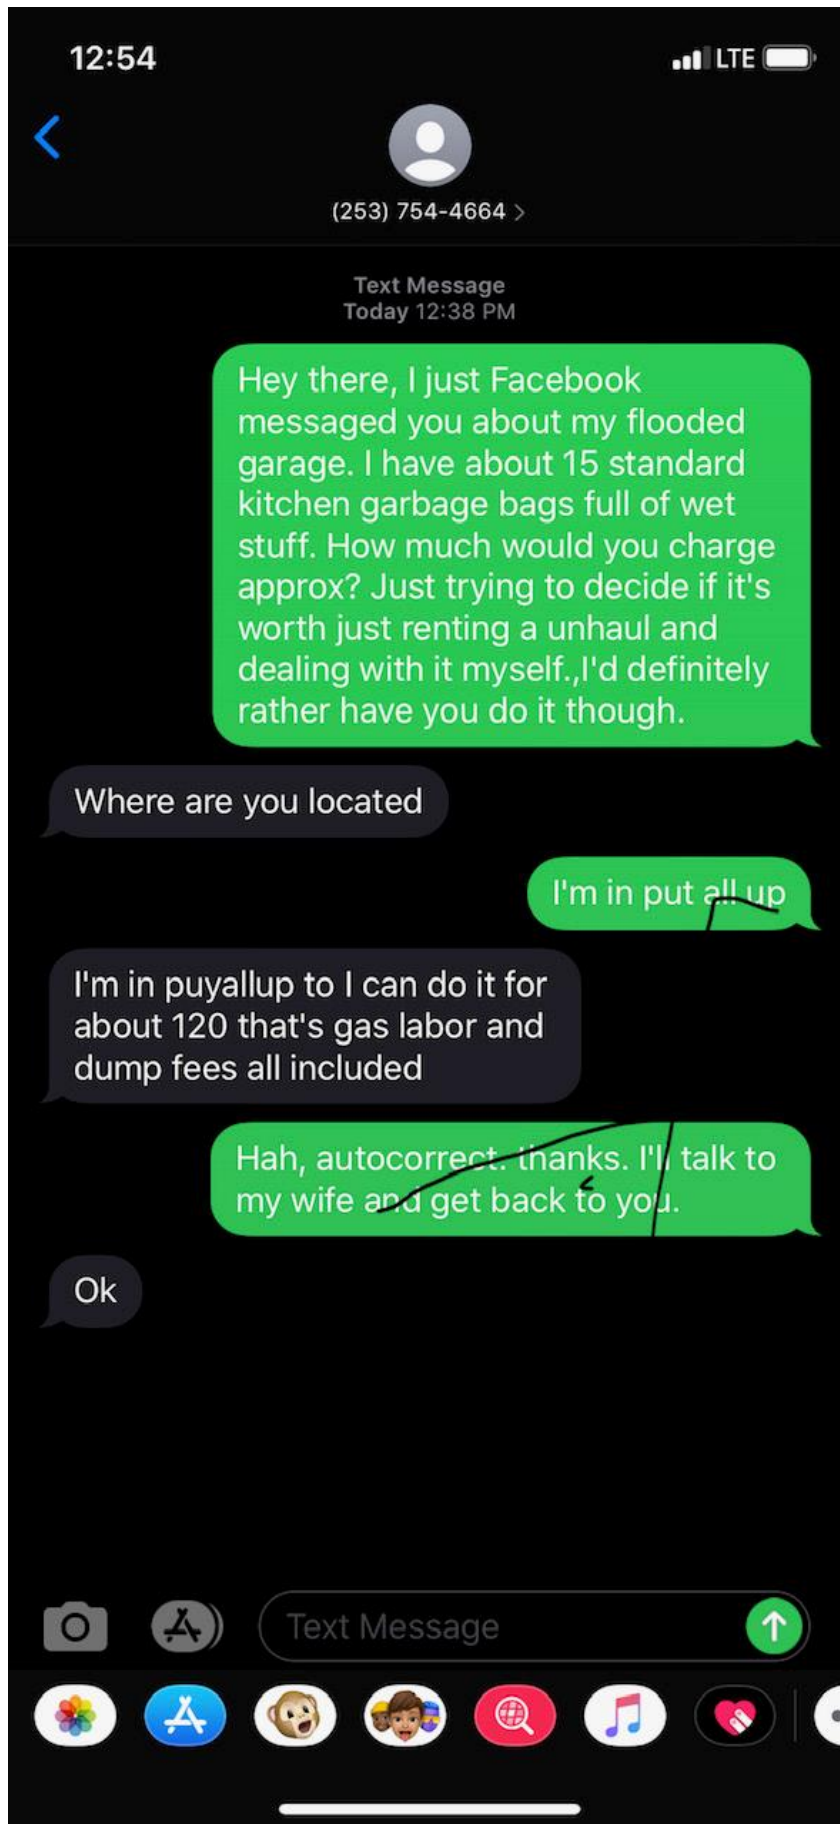 12:54
LTE
(253) 754-4664 >
Text Message
Today 12:38 PM
Hey there, I just Facebook
messaged you about my flooded
garage. I have about 15 standard
kitchen garbage bags full of wet
stuff. How much would you charge
approx? Just trying to decide if it's
worth just renting a unhaul and
dealing with it myself.,I'd definitely
rather have you do it though.
Where are you located
I'm in put all up
I'm in puyallup to I can do it for
about 120 that's gas labor and
dump fees all included
Hah, autocorrect. thanks. I'll talk to
my wife and get back to you.
Ok
Text Message